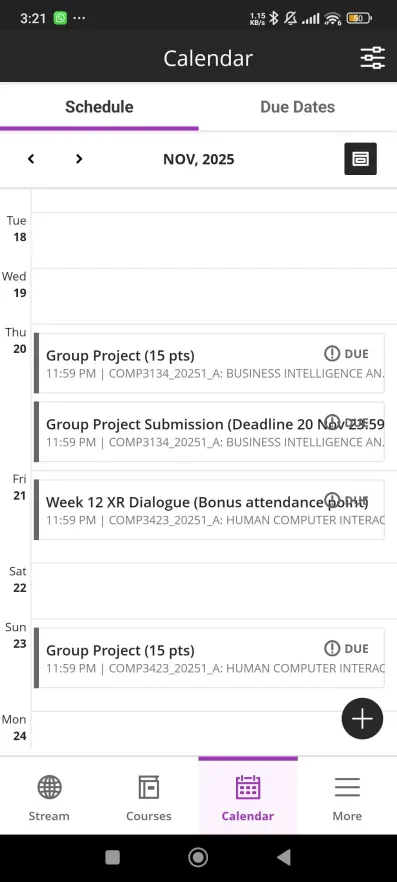 3:21 ... 1.15 KB/s 6 50
Calendar
Schedule Due Dates
NOV, 2025
Tue
18
Wed
19
Thu
20
Group Project (15 pts) DUE
11:59 PM | COMP3134_20251_A: BUSINESS INTELLIGENCE AN.
Group Project Submission (Deadline 20 Nov 23:59 DUE
11:59 PM | COMP3134_20251_A: BUSINESS INTELLIGENCE AN.
Fri
21
Week 12 XR Dialogue (Bonus attendance point) DUE
11:59 PM | COMP3423_20251_A: HUMAN COMPUTER INTERAC
Sat
22
Sun
23
Group Project (15 pts) DUE
11:59 PM | COMP3423_20251_A: HUMAN COMPUTER INTERAC
Mon
24
Stream Courses Calendar More